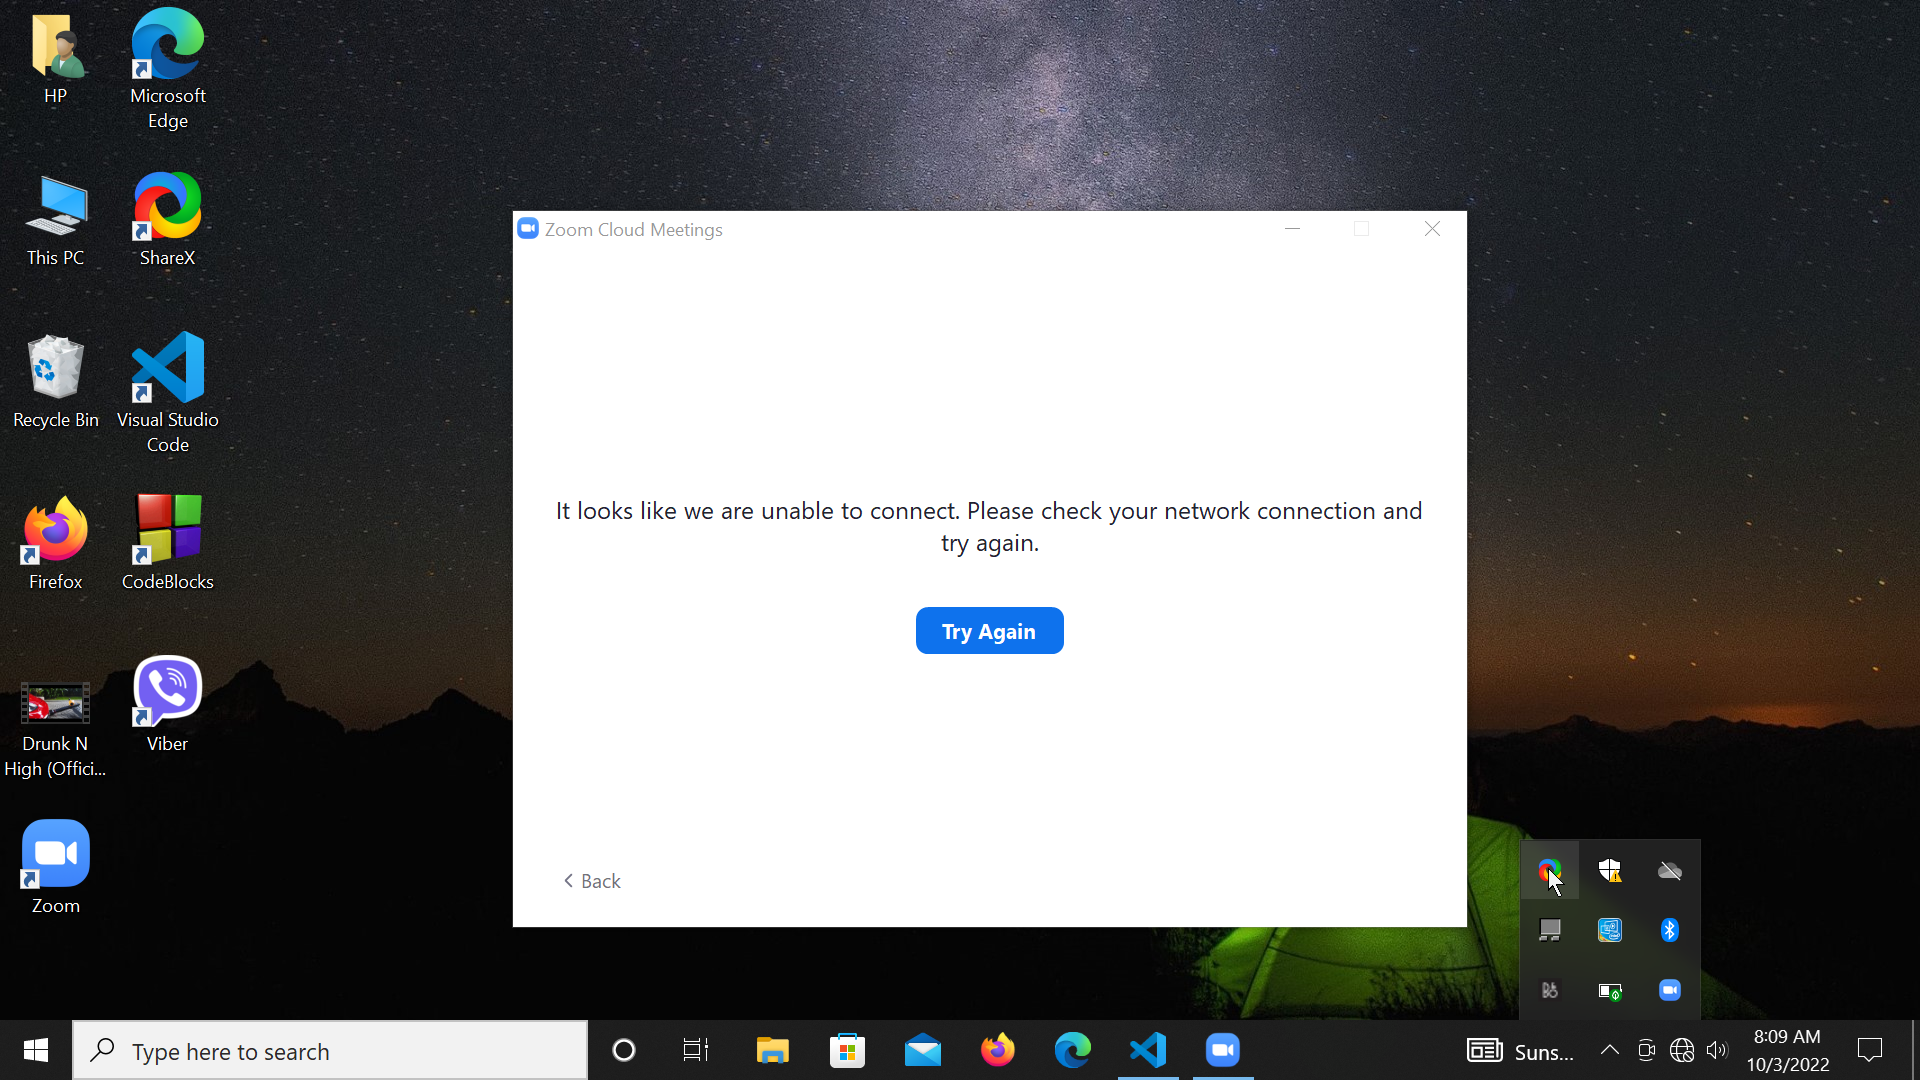 HP
Microsoft
Edge
This PC
ShareX
Recycle Bin
Visual Studio
Code
Firefox
CodeBlocks
Drunk N
High (Offici...
Viber
Zoom
Zoom Cloud Meetings
It looks like we are unable to connect. Please check your network connection and
try again.
Try Again
Back
Type here to search
Suns...
8:09 AM
10/3/2022